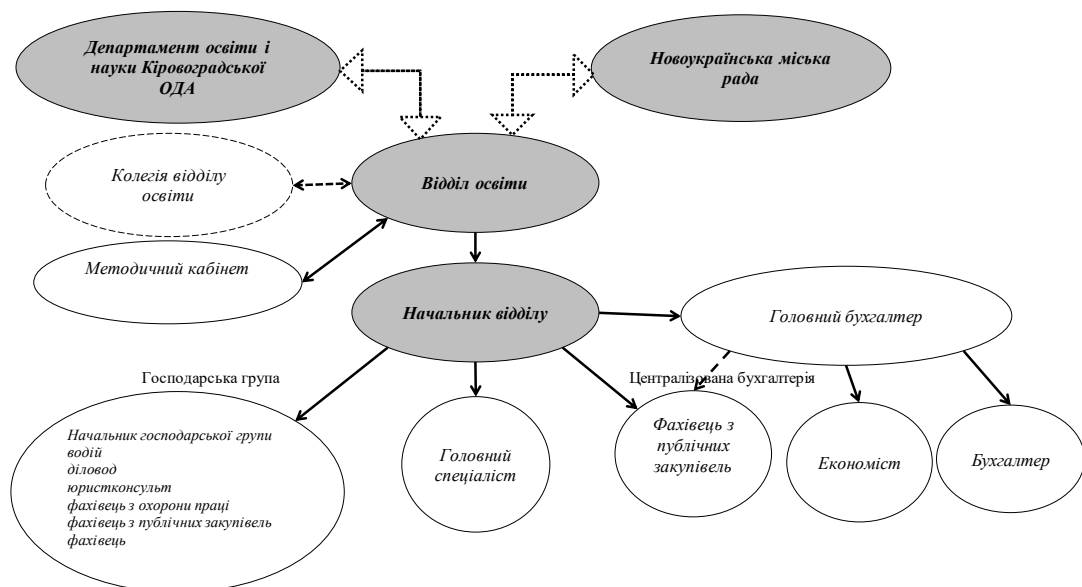 Департамент освіти і
науки Кіровоградської
ОДА
Новоукраїнська міська
рада
Колегія відділу
освіти
Відділ освіти
Методичний кабінет
Начальник відділу
Головний бухгалтер
Господарська група
Централізована бухгалтерія
Начальник господарської групи
водій
діловод
юристконсульт
фахівець з охорони праці
фахівець з публічних закупівель
фахівець
Головний
спеціаліст
Фахівець з
публічних
закупівель
Економіст
Бухгалтер